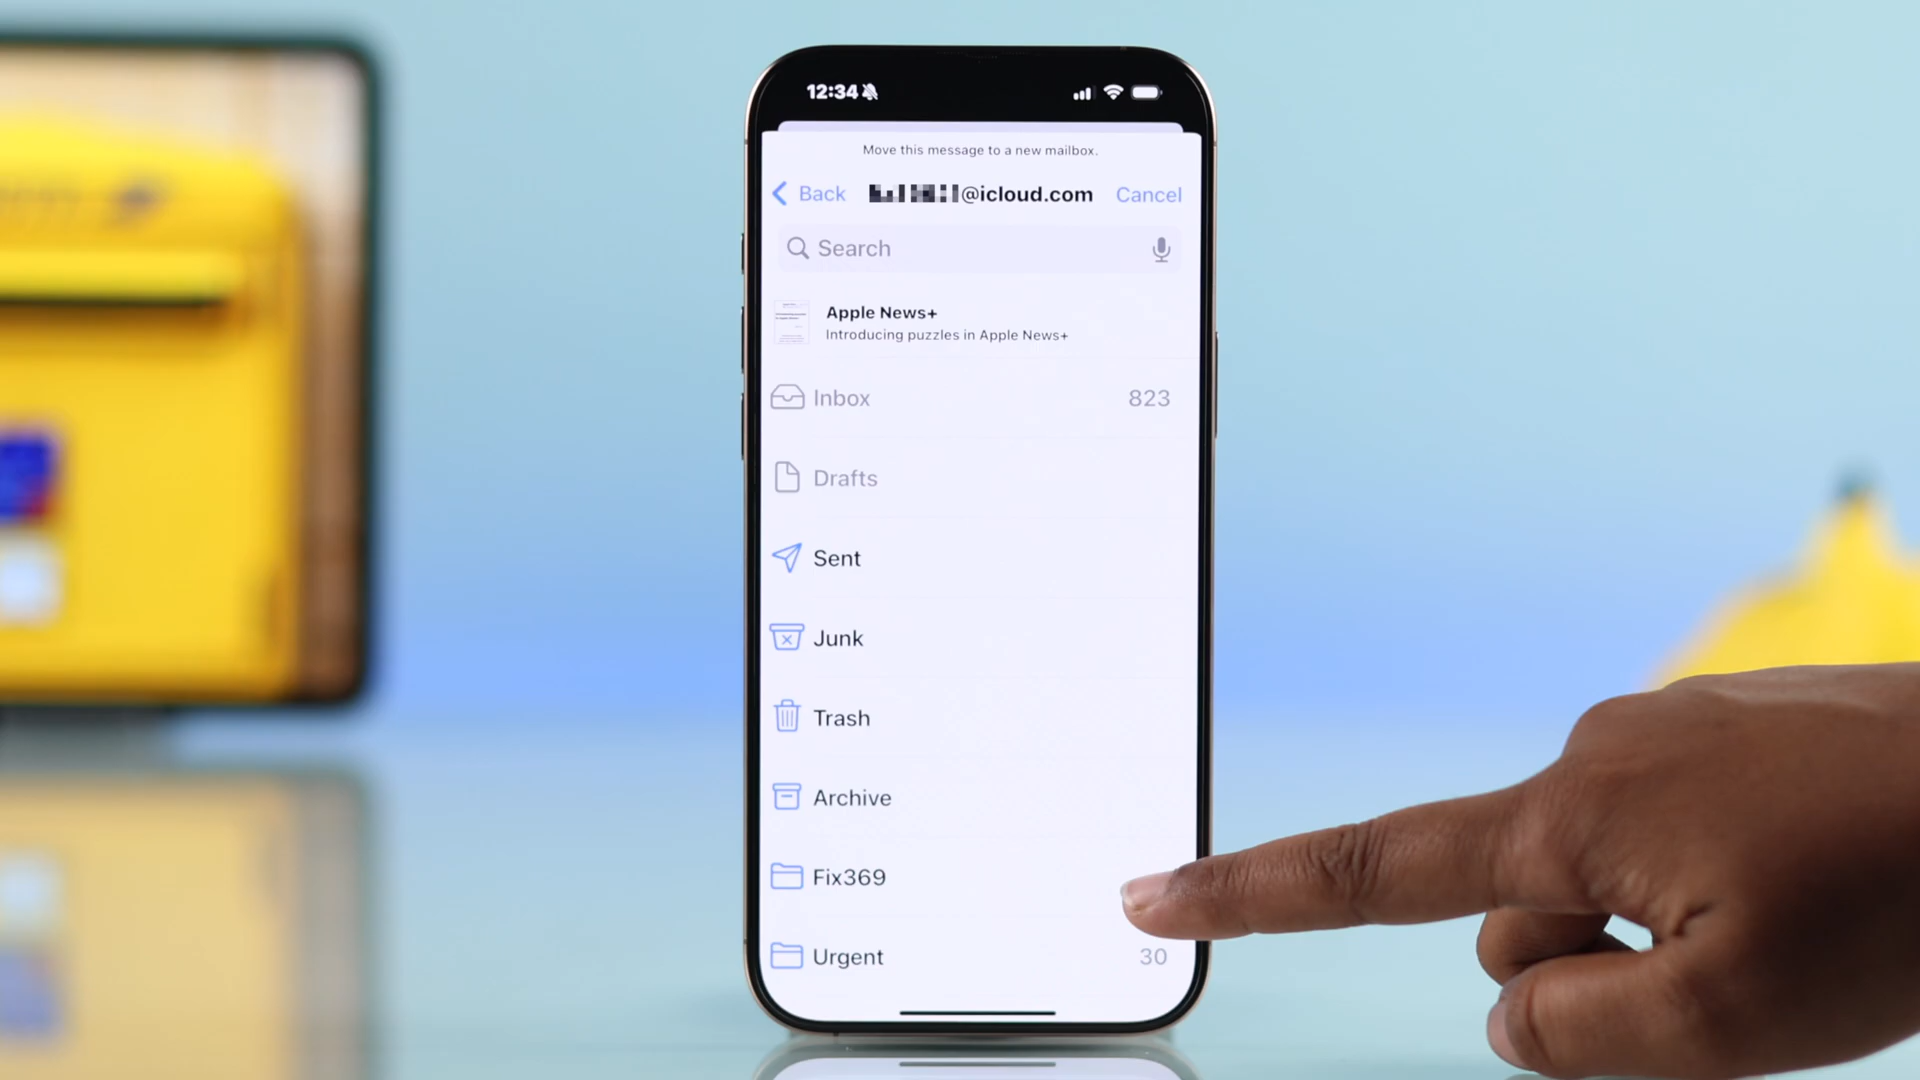 12:34
Move this message to a new mailbox.
Back @icloud.com Cancel
Search
Apple News+
Introducing puzzles in Apple News+
Inbox 823
Drafts
Sent
Junk
Trash
Archive
Fix369
Urgent 30